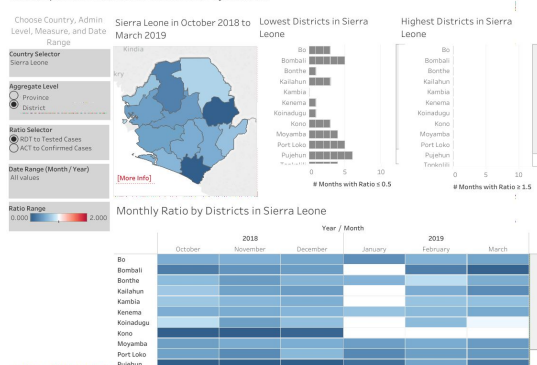 Choose Country, Admin
Level, Measure, and Date
Range
Country Selector
Sierra Leone
Aggregate Level
Province
District
Ratio Selector
RDT to Tested Cases
ACT to Confirmed Cases
Date Range (Month / Year)
All values
Ratio Range
0.000
2.000
Sierra Leone in October 2018 to
March 2019
Kindia
kry
[More Info]
Lowest Districts in Sierra
Leone
Bo
Bombali
Bonthe
Kailahun
Kambia
Kenema
Koinadugu
Kono
Moyamba
Port Loko
Pujehun
Tonkolili
0 5 10
# Months with Ratio ≤ 0.5
Highest Districts in Sierra
Leone
Bo
Bombali
Bonthe
Kailahun
Kambia
Kenema
Koinadugu
Kono
Moyamba
Port Loko
Pujehun
Tonkolili
0 5 10
# Months with Ratio ≥ 1.5
Monthly Ratio by Districts in Sierra Leone
Year / Month
2018 2019
October November December January February March
Bo
Bombali
Bonthe
Kailahun
Kambia
Kenema
Koinadugu
Kono
Moyamba
Port Loko
Pujehun